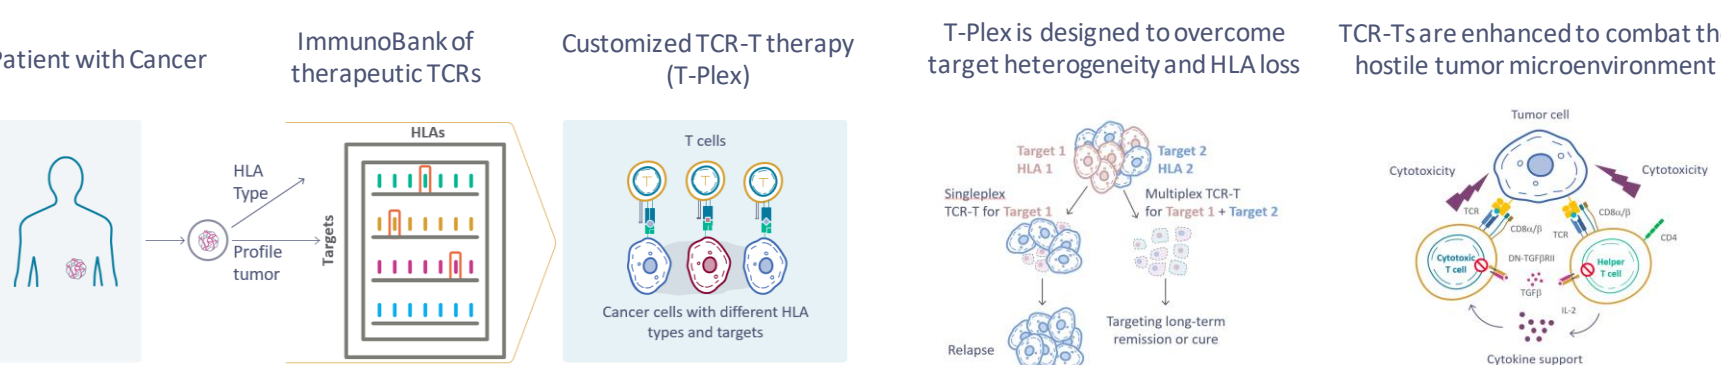 Patient with Cancer
ImmunoBank of
therapeutic TCRs
Customized TCR-T therapy
(T-Plex)
T-Plex is designed to overcome
target heterogeneity and HLA loss
TCR-Ts are enhanced to combat the
hostile tumor microenvironment
HLA
Type
Profile
tumor
HLAs
Targets
T cells
T
T
T
Cancer cells with different HLA
types and targets
Target 1
HLA 1
Target 2
HLA 2
Singleplex
TCR-T for Target 1
Multiplex TCR-T
for Target 1 + Target 2
Relapse
Targeting long-term
remission or cure
Tumor cell
Cytotoxicity
Cytotoxicity
TCR
CD8α/β
TCR
CD8α/β
CD4
Cytotoxic
T cell
DN-TGFβRII
TGFβ
Helper
T cell
IL-2
Cytokine support